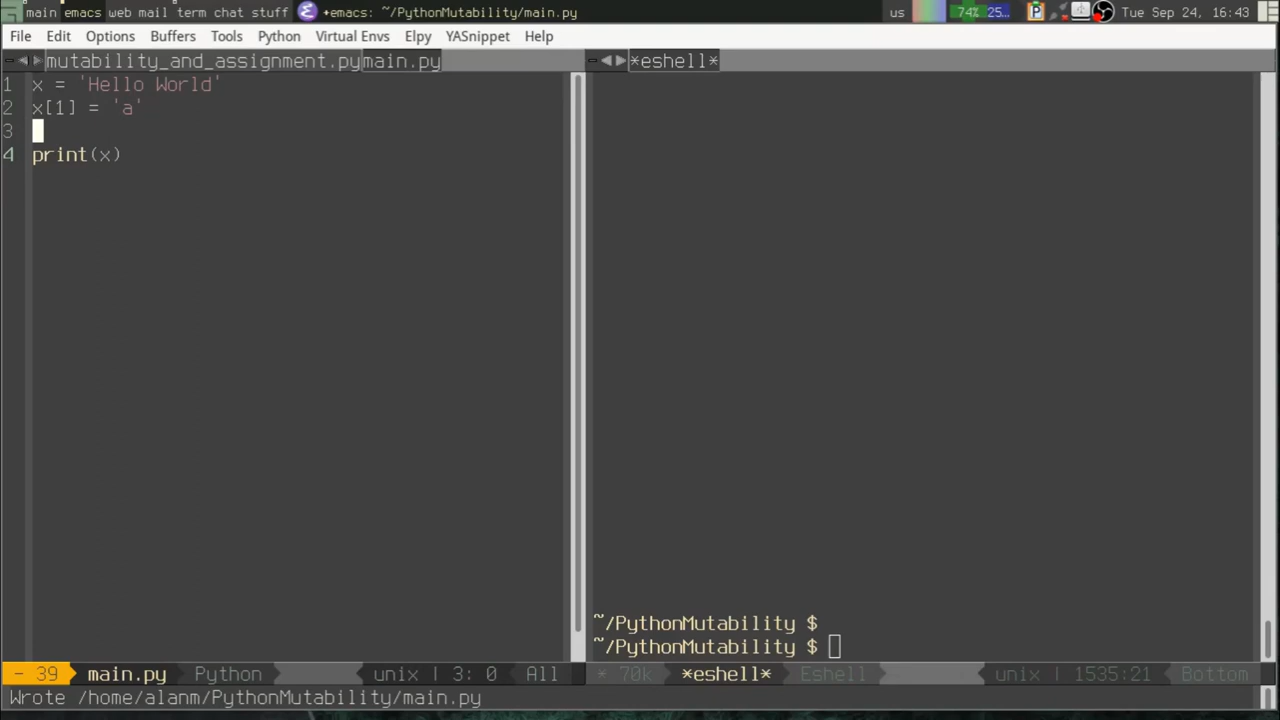 main emacs web mail term chat stuff +emacs: ~/PythonMutability/main.py us 74% 25... P Tue Sep 24, 16:43
File Edit Options Buffers Tools Python Virtual Envs Elpy YASnippet Help
mutability_and_assignment.py main.py *eshell*
1 x = 'Hello World'
2 x[1] = 'a'
3
4 print(x)
~/PythonMutability $
~/PythonMutability $
- 39 main.py Python unix | 3: 0 All * 70k *eshell* Eshell unix | 1535:21 Bottom
Wrote /home/alanm/PythonMutability/main.py